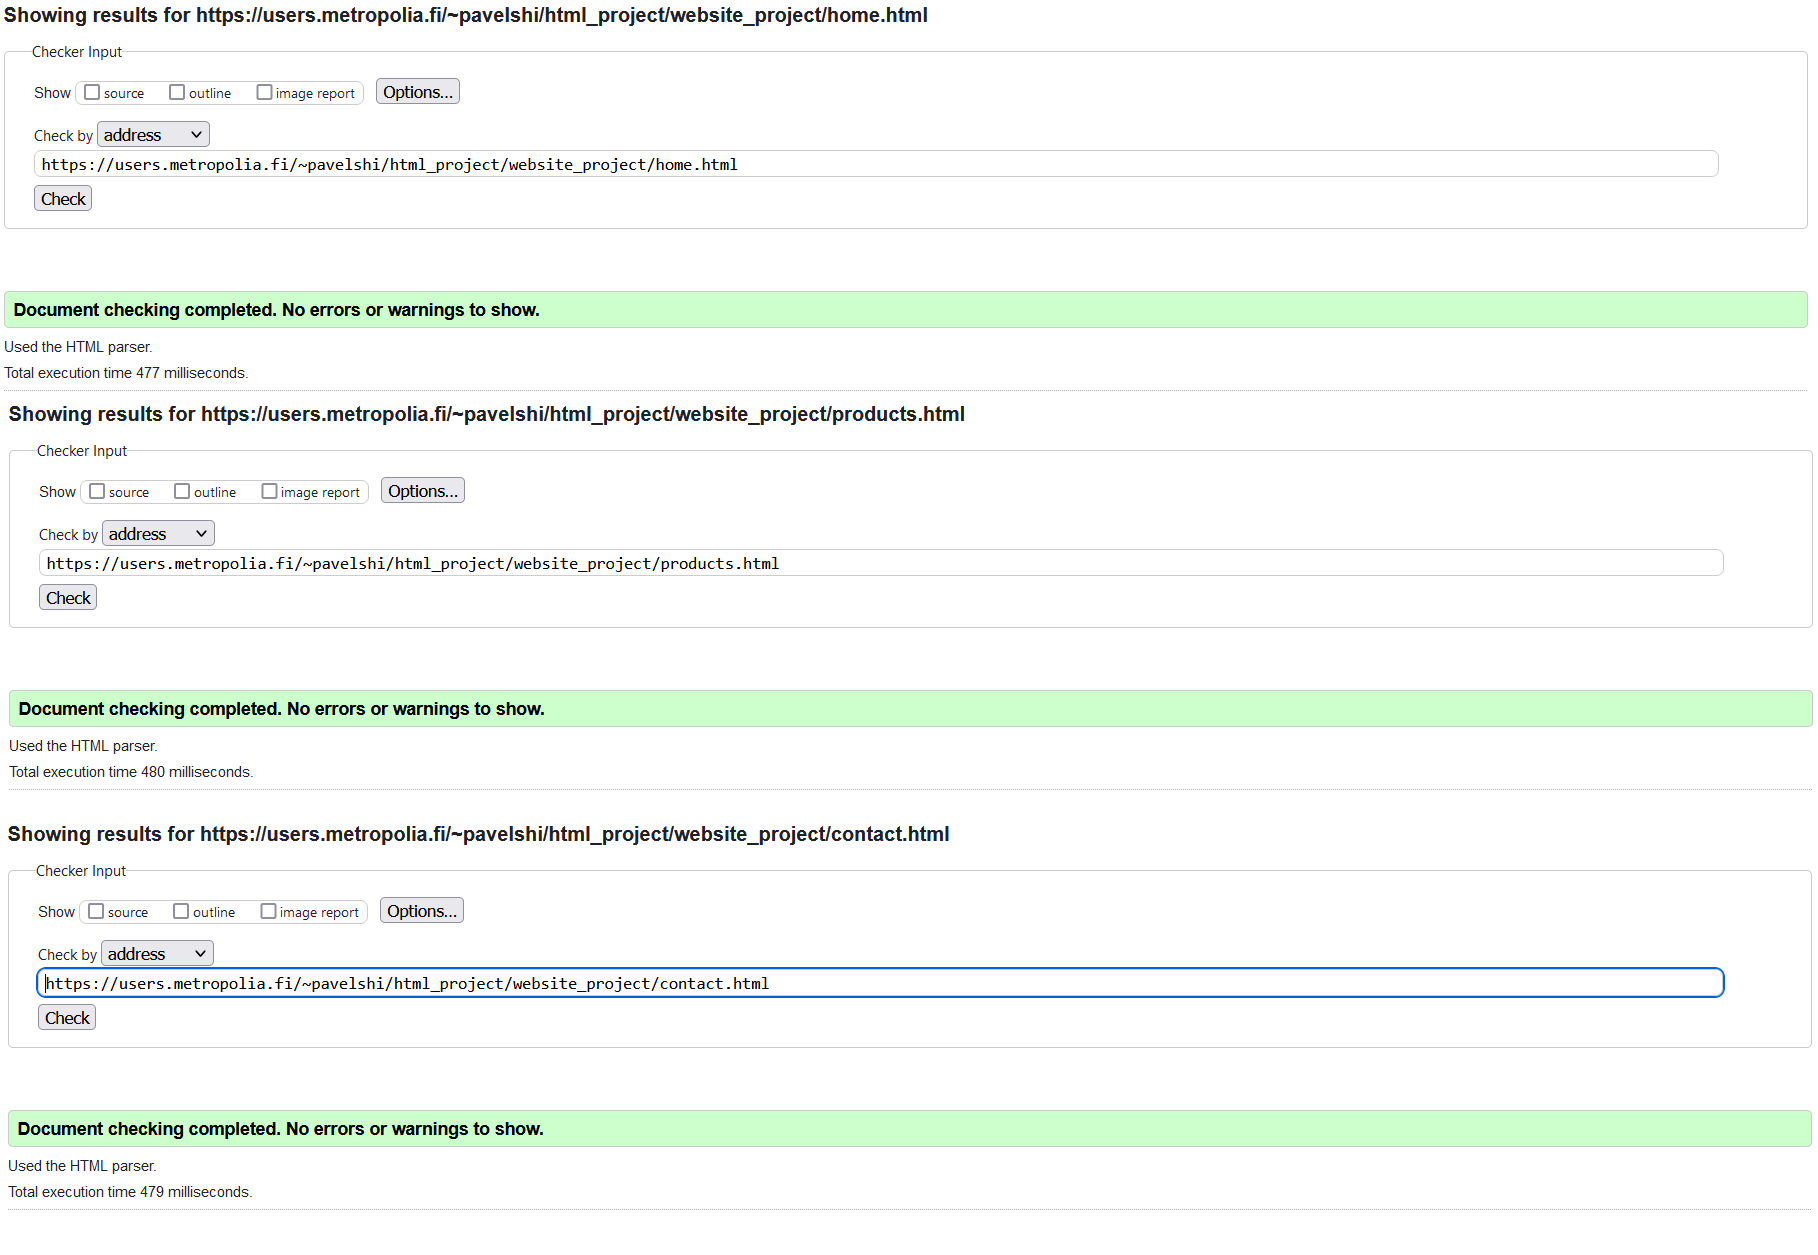 Showing results for https://users.metropolia.fi/~pavelshi/html_project/website_project/home.html
Checker Input
Show source outline image report Options...
Check by address
https://users.metropolia.fi/~pavelshi/html_project/website_project/home.html
Check
Document checking completed. No errors or warnings to show.
Used the HTML parser.
Total execution time 477 milliseconds.
Showing results for https://users.metropolia.fi/~pavelshi/html_project/website_project/products.html
Checker Input
Show source outline image report Options...
Check by address
https://users.metropolia.fi/~pavelshi/html_project/website_project/products.html
Check
Document checking completed. No errors or warnings to show.
Used the HTML parser.
Total execution time 480 milliseconds.
Showing results for https://users.metropolia.fi/~pavelshi/html_project/website_project/contact.html
Checker Input
Show source outline image report Options...
Check by address
https://users.metropolia.fi/~pavelshi/html_project/website_project/contact.html
Check
Document checking completed. No errors or warnings to show.
Used the HTML parser.
Total execution time 479 milliseconds.